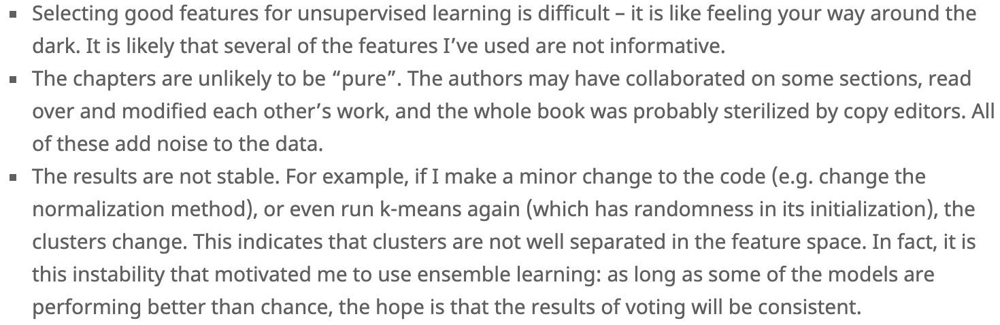 ▪ Selecting good features for unsupervised learning is difficult – it is like feeling your way around the
dark. It is likely that several of the features I’ve used are not informative.
▪ The chapters are unlikely to be “pure”. The authors may have collaborated on some sections, read
over and modified each other’s work, and the whole book was probably sterilized by copy editors. All
of these add noise to the data.
▪ The results are not stable. For example, if I make a minor change to the code (e.g. change the
normalization method), or even run k-means again (which has randomness in its initialization), the
clusters change. This indicates that clusters are not well separated in the feature space. In fact, it is
this instability that motivated me to use ensemble learning: as long as some of the models are
performing better than chance, the hope is that the results of voting will be consistent.